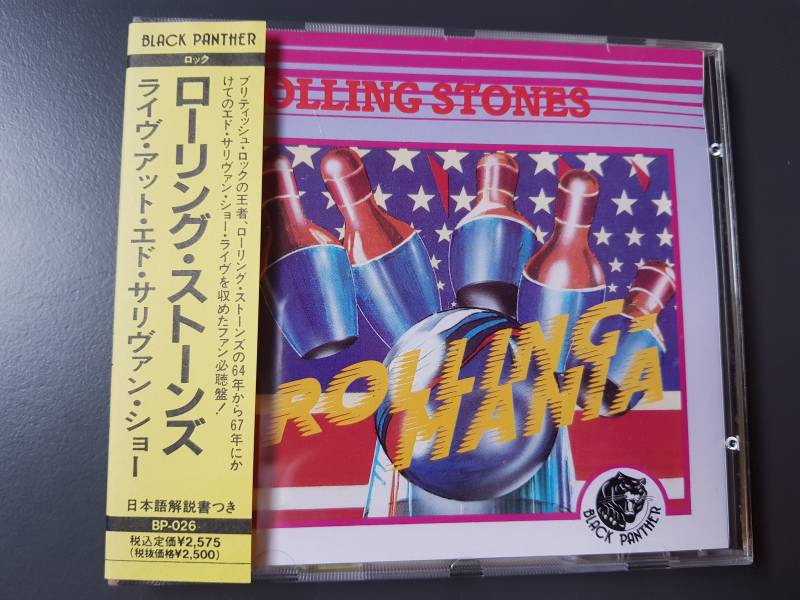 BLACK PANTHER
ロック
ローリング・ストーンズ
ライヴ・アット・エド・サリヴァン・ショー
ブリティッシュ・ロックの王者、ローリング・ストーンズの64年から67年にか
けてのエド・サリヴァン・ショー・ライヴを収めたファン必聴盤!
日本語解説書つき
BP-026
税込定価¥2,575
(税抜価格¥2,500)
OLLING STONES
ROLLING-
MANIA
BLACK PANTHER